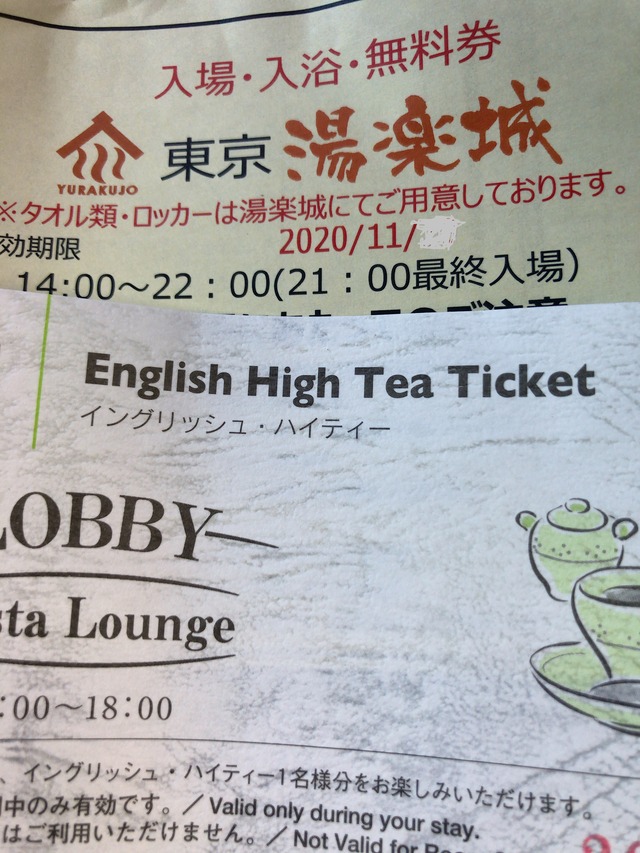 入場・入浴・無料券
YURAKUJO
東京 湯楽城
※タオル類・ロッカーは湯楽城にてご用意しております。
効期限 2020/11/
14:00～22:00(21:00最終入場)
English High Tea Ticket
イングリッシュ・ハイティー
LOBBY
sta Lounge
:00～18:00
、イングリッシュ・ハイティー1名様分をお楽しみいただけます。
中のみ有効です。/Valid only during your stay.
はご利用いただけません。/Not Valid for